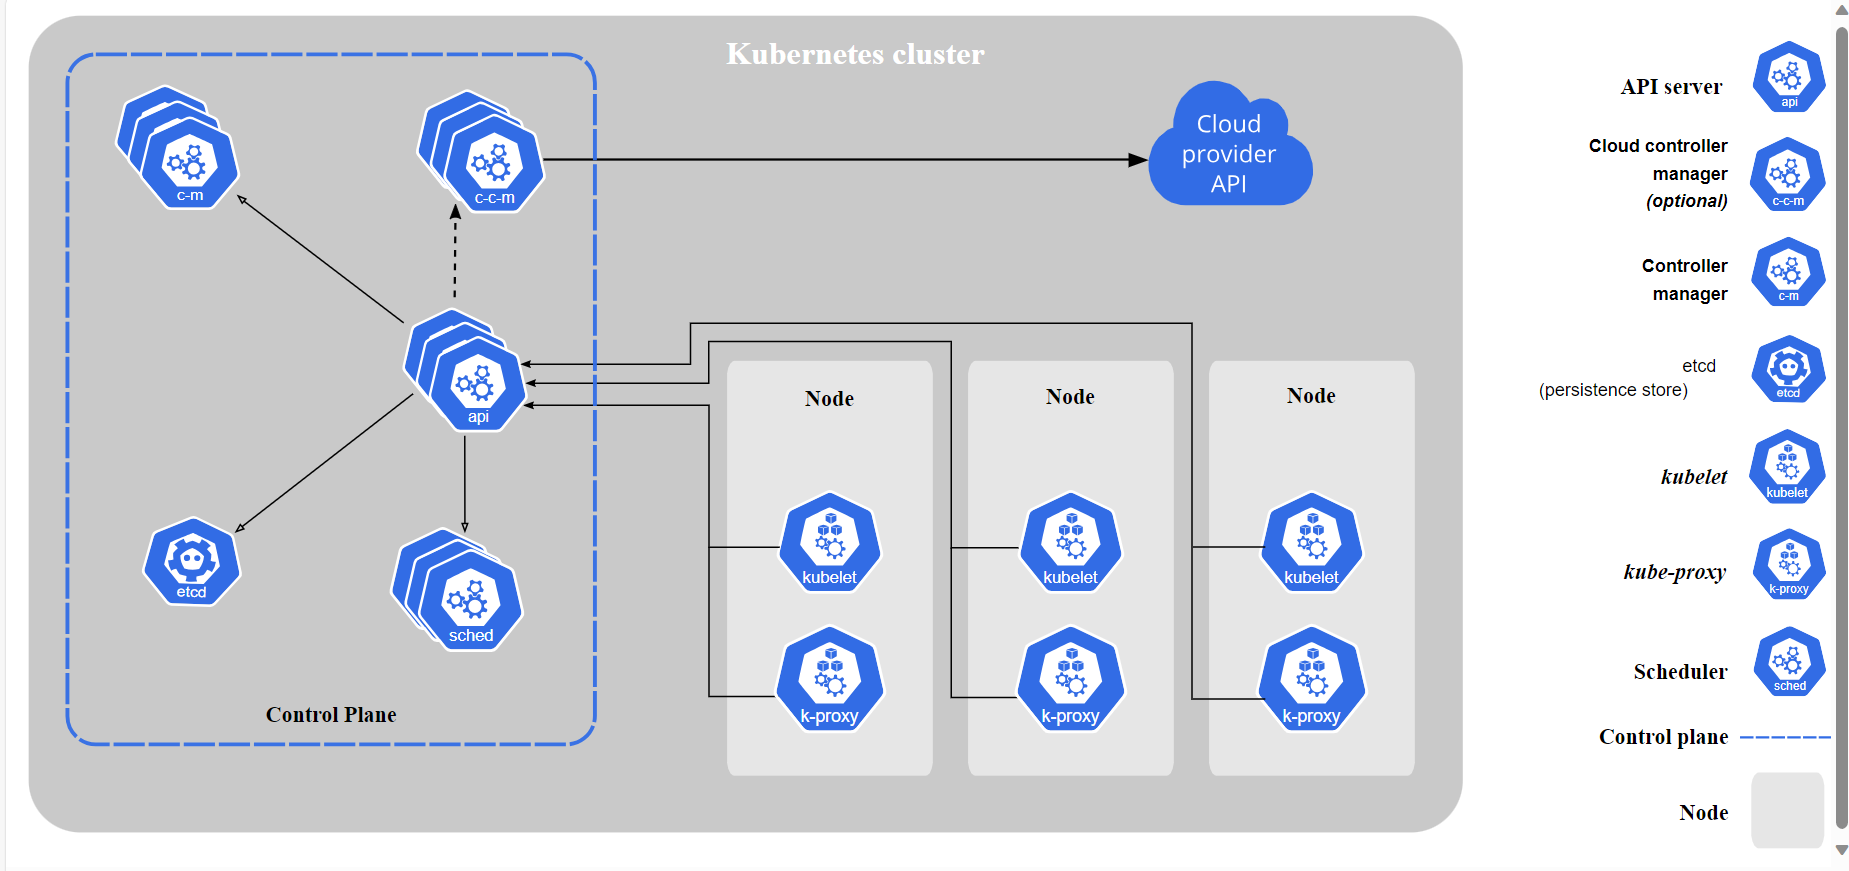 Kubernetes cluster
c-m
c-c-m
Cloud
provider
API
api
etcd
sched
Control Plane
Node
kubelet
k-proxy
Node
kubelet
k-proxy
Node
kubelet
k-proxy
API server
api
Cloud controller
manager
(optional)
c-c-m
Controller
manager
c-m
etcd
(persistence store)
etcd
kubelet
kubelet
kube-proxy
k-proxy
Scheduler
sched
Control plane
Node